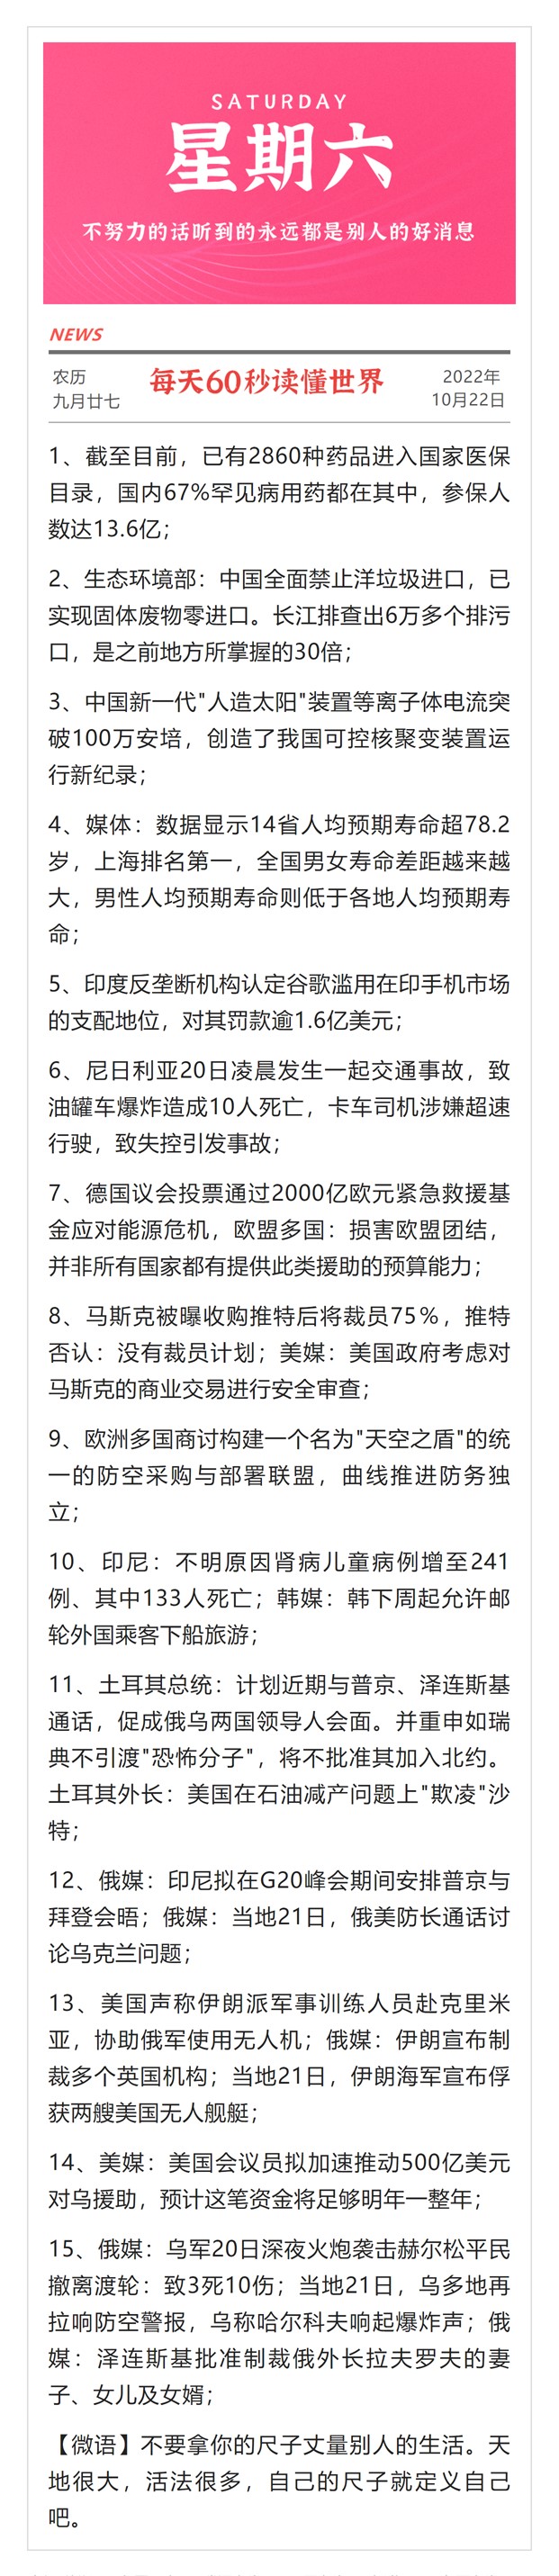 SATURDAY
星期六
不努力的话听到的永远都是别人的好消息
NEWS
农历
九月廿七
每天60秒读懂世界
2022年
10月22日
1、截至目前，已有2860种药品进入国家医保
目录，国内67%罕见病用药都在其中，参保人
数达13.6亿；
2、生态环境部：中国全面禁止洋垃圾进口，已
实现固体废物零进口。长江排查出6万多个排污
口，是之前地方所掌握的30倍；
3、中国新一代"人造太阳"装置等离子体电流突
破100万安培，创造了我国可控核聚变装置运
行新纪录；
4、媒体：数据显示14省人均预期寿命超78.2
岁，上海排名第一，全国男女寿命差距越来越
大，男性人均预期寿命则低于各地人均预期寿
命；
5、印度反垄断机构认定谷歌滥用在印手机市场
的支配地位，对其罚款逾1.6亿美元；
6、尼日利亚20日凌晨发生一起交通事故，致
油罐车爆炸造成10人死亡，卡车司机涉嫌超速
行驶，致失控引发事故；
7、德国议会投票通过2000亿欧元紧急救援基
金应对能源危机，欧盟多国：损害欧盟团结，
并非所有国家都有提供此类援助的预算能力；
8、马斯克被曝收购推特后将裁员75%，推特
否认：没有裁员计划；美媒：美国政府考虑对
马斯克的商业交易进行安全审查；
9、欧洲多国商讨构建一个名为"天空之盾"的统
一的防空采购与部署联盟，曲线推进防务独
立；
10、印尼：不明原因肾病儿童病例增至241
例、其中133人死亡；韩媒：韩下周起允许邮
轮外国乘客下船旅游；
11、土耳其总统：计划近期与普京、泽连斯基
通话，促成俄乌两国领导人会面。并重申如瑞
典不引渡"恐怖分子"，将不批准其加入北约。
土耳其外长：美国在石油减产问题上"欺凌"沙
特；
12、俄媒：印尼拟在G20峰会期间安排普京与
拜登会晤；俄媒：当地21日，俄美防长通话讨
论乌克兰问题；
13、美国声称伊朗派军事训练人员赴克里米
亚，协助俄军使用无人机；俄媒：伊朗宣布制
裁多个英国机构；当地21日，伊朗海军宣布俘
获两艘美国无人舰艇；
14、美媒：美国会议员拟加速推动500亿美元
对乌援助，预计这笔资金将足够明年一整年；
15、俄媒：乌军20日深夜火炮袭击赫尔松平民
撤离渡轮：致3死10伤；当地21日，乌多地再
拉响防空警报，乌称哈尔科夫响起爆炸声；俄
媒：泽连斯基批准制裁俄外长拉夫罗夫的妻
子、女儿及女婿；
【微语】不要拿你的尺子丈量别人的生活。天
地很大，活法很多，自己的尺子就定义自己
吧。